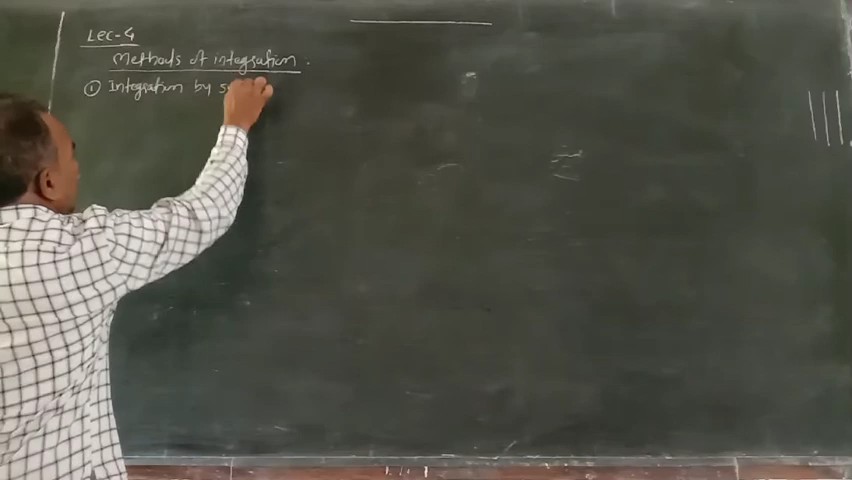 Lec-4
Methods of integration.
① Integration by s